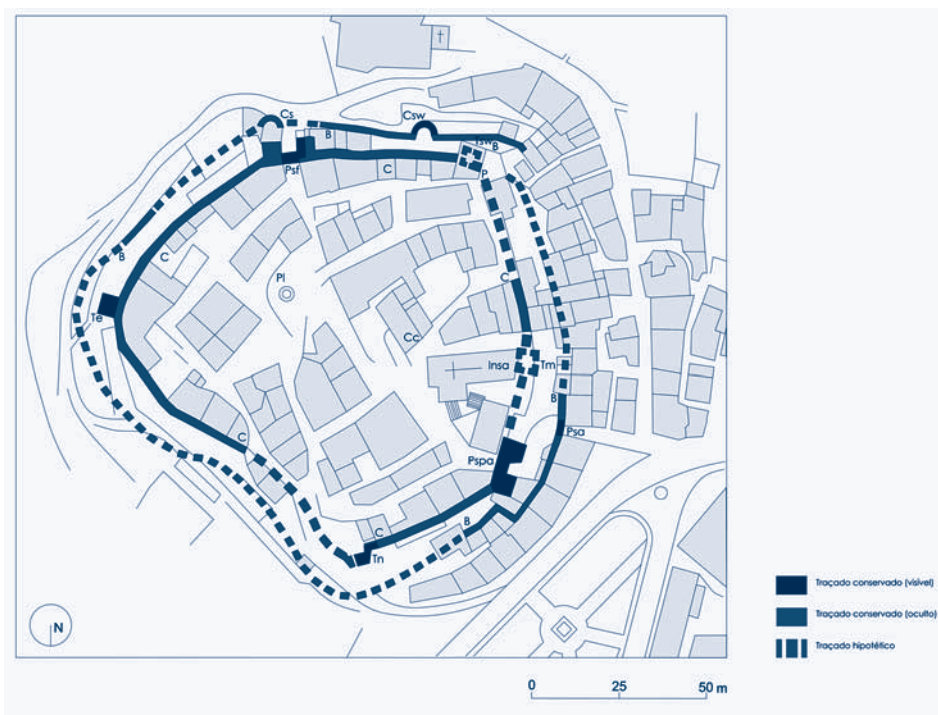 Cs
Csw
B
B
Psf
C
P
B
C
C
Pl
Te
Cc
Insa
Tm
B
C
Psa
Pspa
C
B
Tn
N
Traçado conservado (visível)
Traçado conservado (oculto)
Traçado hipotético
0 25 50 m